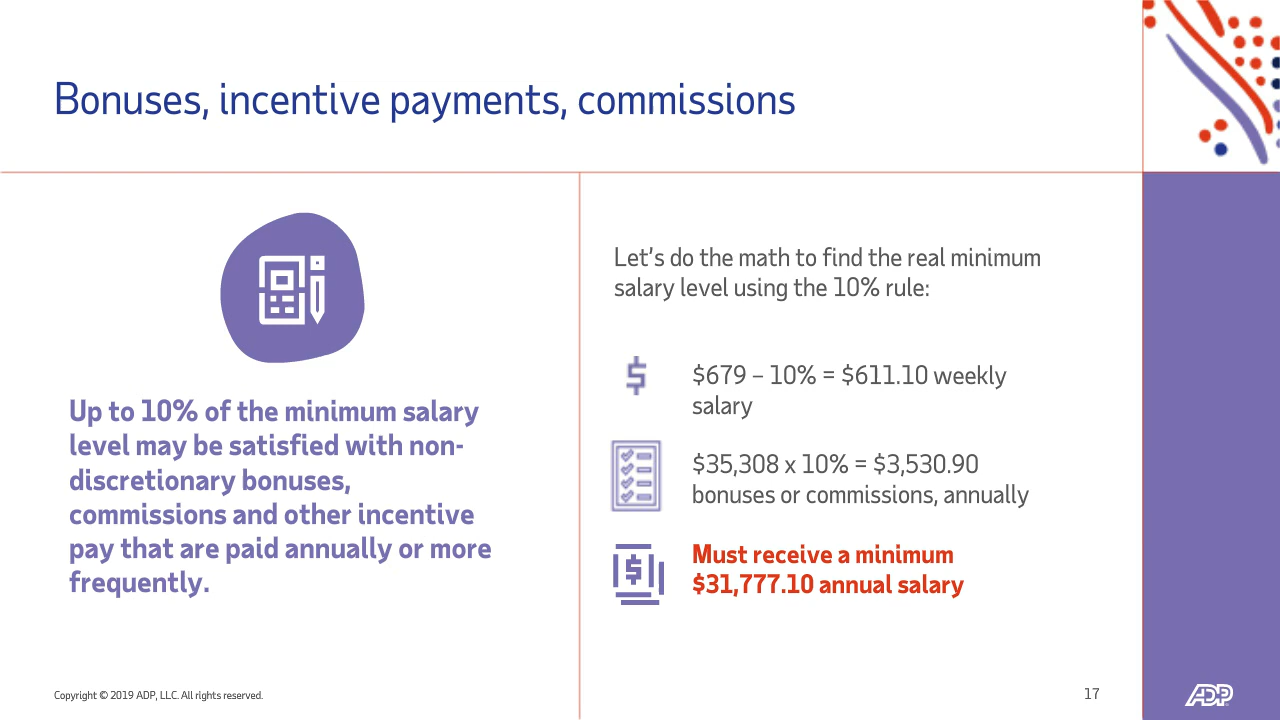 Bonuses, incentive payments, commissions
Up to 10% of the minimum salary
level may be satisfied with non-
discretionary bonuses,
commissions and other incentive
pay that are paid annually or more
frequently.
Let's do the math to find the real minimum
salary level using the 10% rule:
$679 – 10% = $611.10 weekly
salary
$35,308 x 10% = $3,530.90
bonuses or commissions, annually
Must receive a minimum
$31,777.10 annual salary
Copyright © 2019 ADP, LLC. All rights reserved.
17
ADP